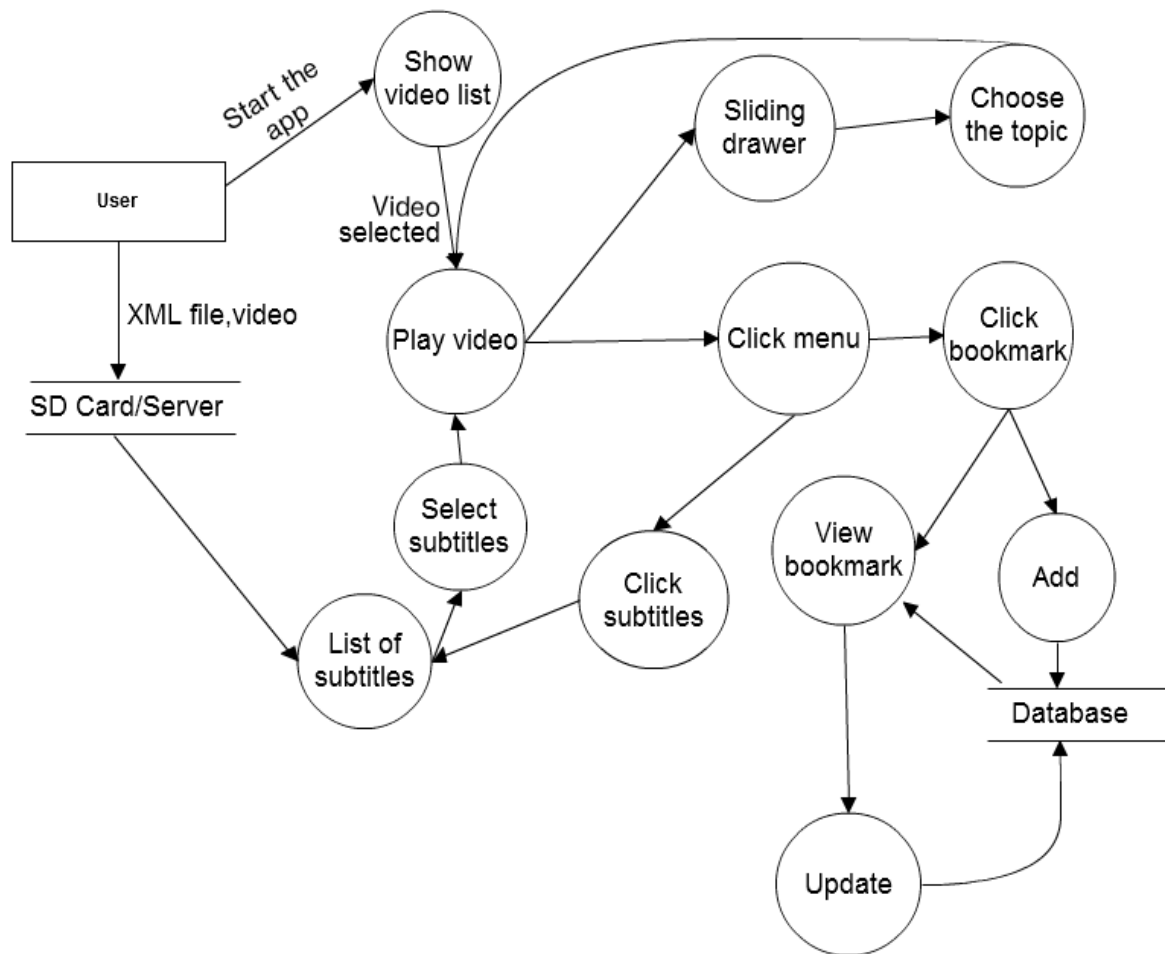 Start the
app
Show
video list
Sliding
drawer
Choose
the topic
User
Video
selected
XML file,video
Play video
Click menu
Click
bookmark
SD Card/Server
Select
subtitles
View
bookmark
Add
Click
subtitles
List of
subtitles
Database
Update